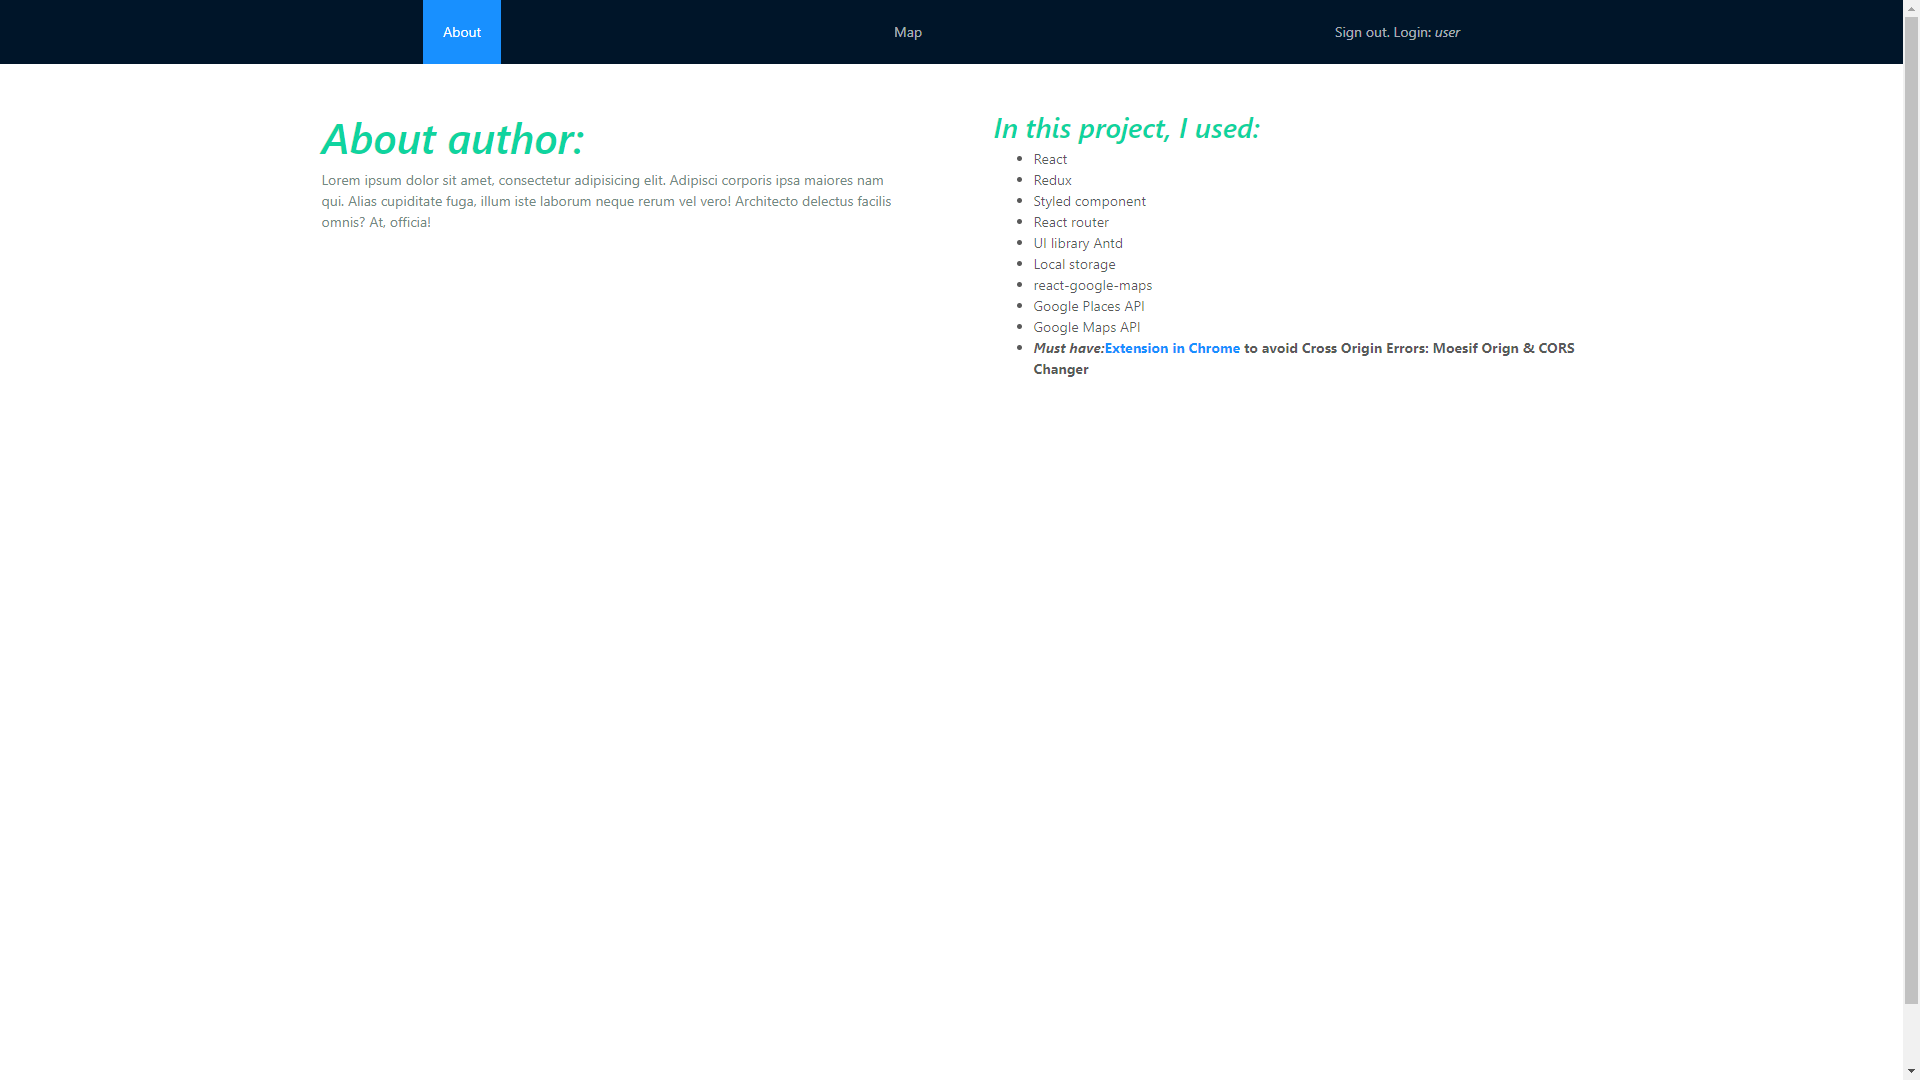 About
Map
Sign out. Login: user
About author:
Lorem ipsum dolor sit amet, consectetur adipisicing elit. Adipisci corporis ipsa maiores nam
qui. Alias cupiditate fuga, illum iste laborum neque rerum vel vero! Architecto delectus facilis
omnis? At, officia!
In this project, I used:
React
Redux
Styled component
React router
UI library Antd
Local storage
react-google-maps
Google Places API
Google Maps API
Must have:Extension in Chrome to avoid Cross Origin Errors: Moesif Orign & CORS
Changer